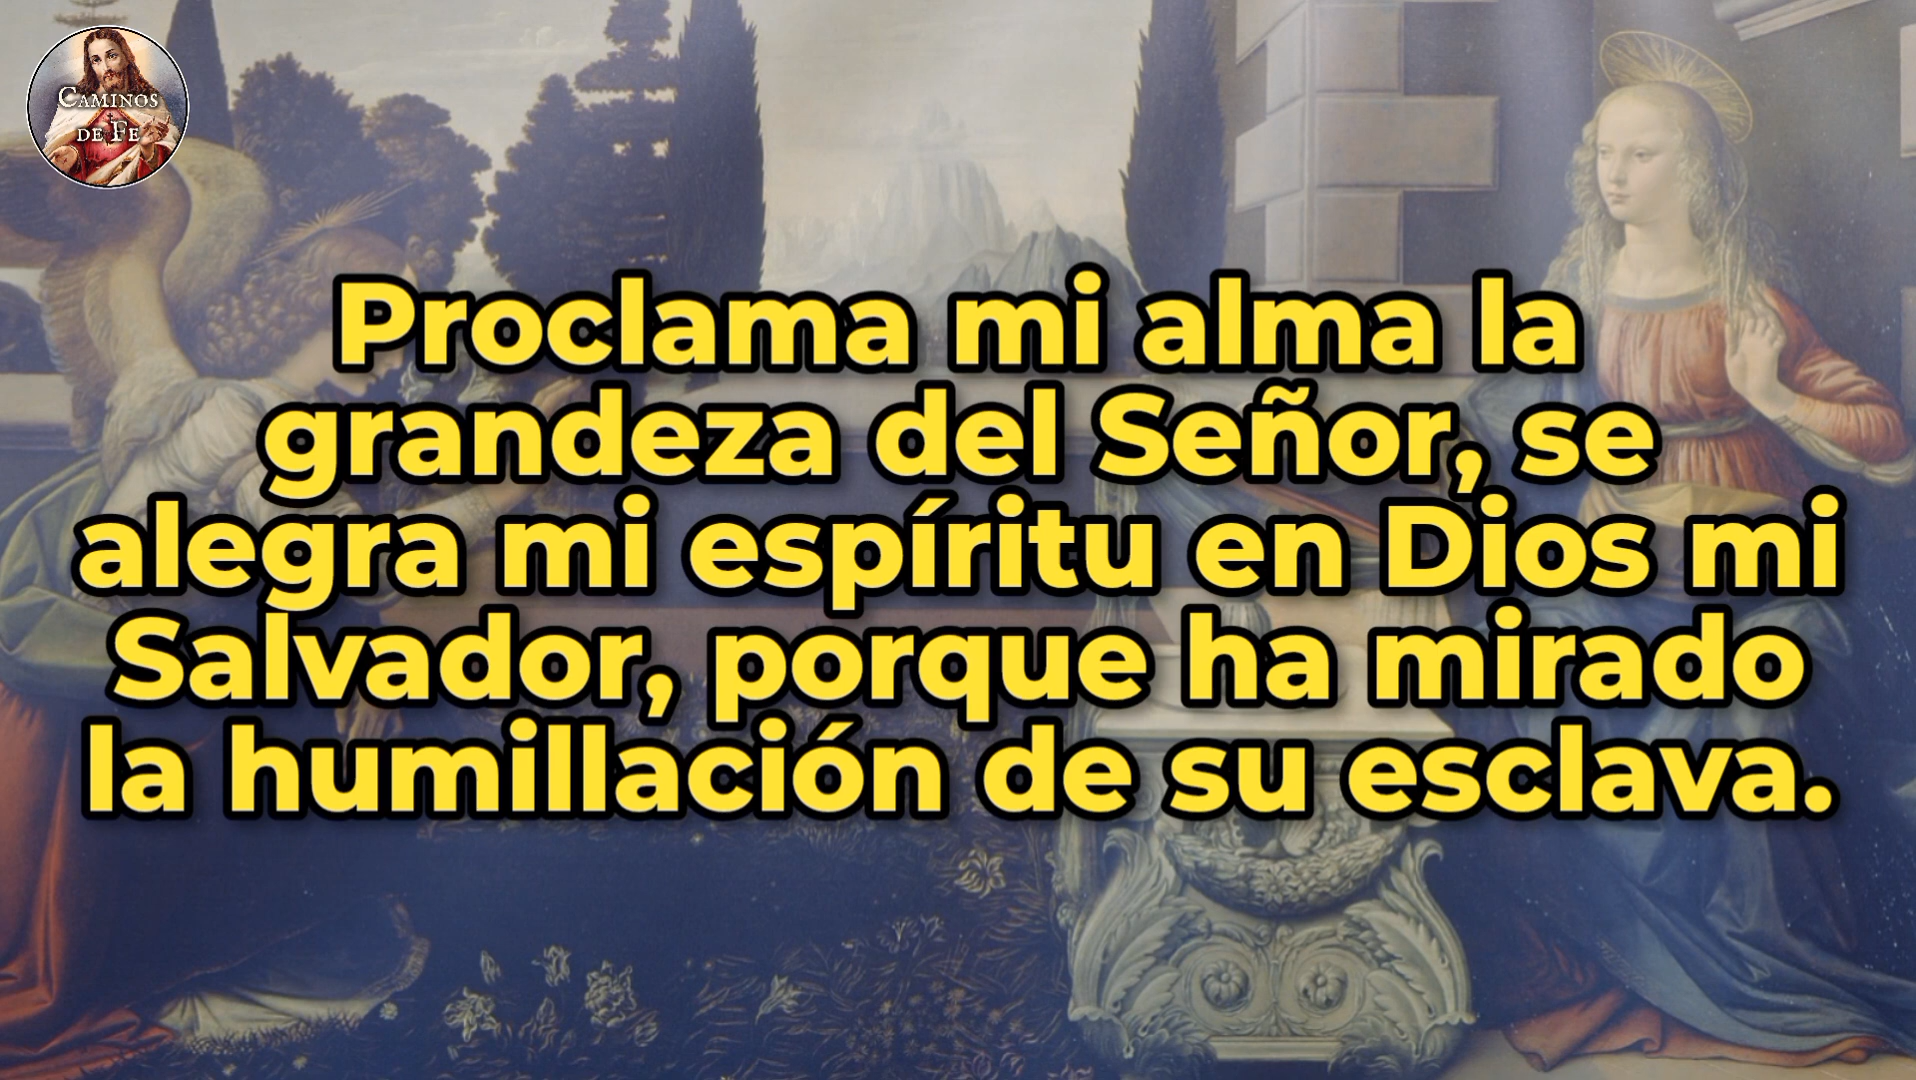 CAMINOS
DE FE
Proclama mi alma la
grandeza del Señor, se
alegra mi espíritu en Dios mi
Salvador, porque ha mirado
la humillación de su esclava.